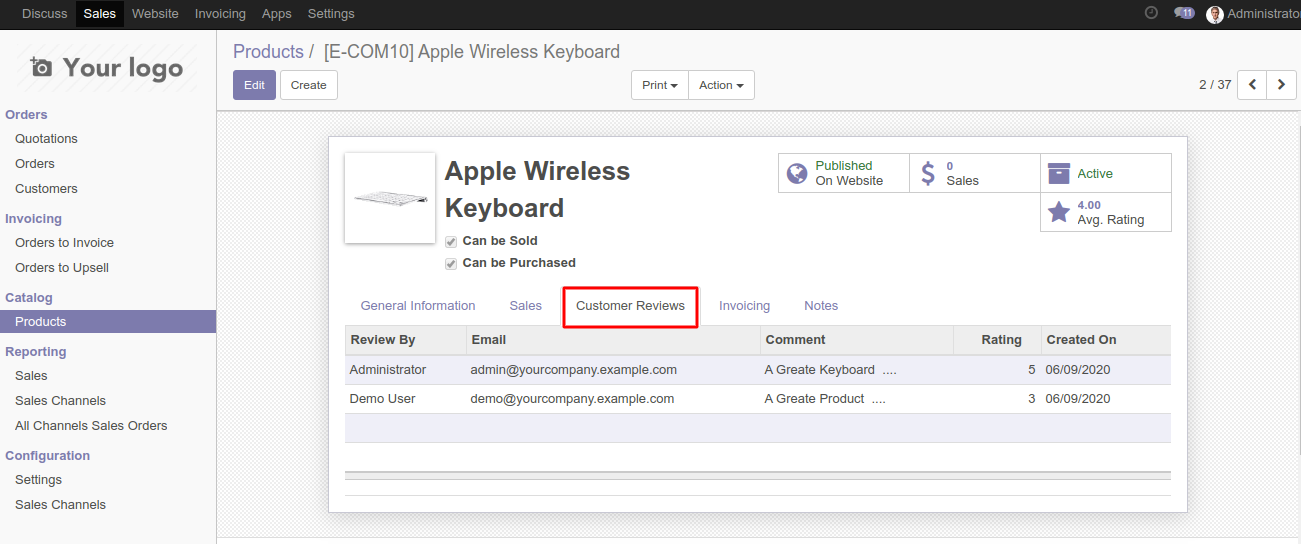 Discuss Sales Website Invoicing Apps Settings 11 Administrator
Your logo
Orders
Quotations
Orders
Customers
Invoicing
Orders to Invoice
Orders to Upsell
Catalog
Products
Reporting
Sales
Sales Channels
All Channels Sales Orders
Configuration
Settings
Sales Channels
Products / [E-COM10] Apple Wireless Keyboard
Edit Create Print Action 2 / 37
Apple Wireless
Keyboard
Can be Sold
Can be Purchased
Published
On Website
0
Sales
Active
4.00
Avg. Rating
General Information Sales Customer Reviews Invoicing Notes
Review By Email Comment Rating Created On
Administrator admin@yourcompany.example.com A Greate Keyboard .... 5 06/09/2020
Demo User demo@yourcompany.example.com A Greate Product .... 3 06/09/2020